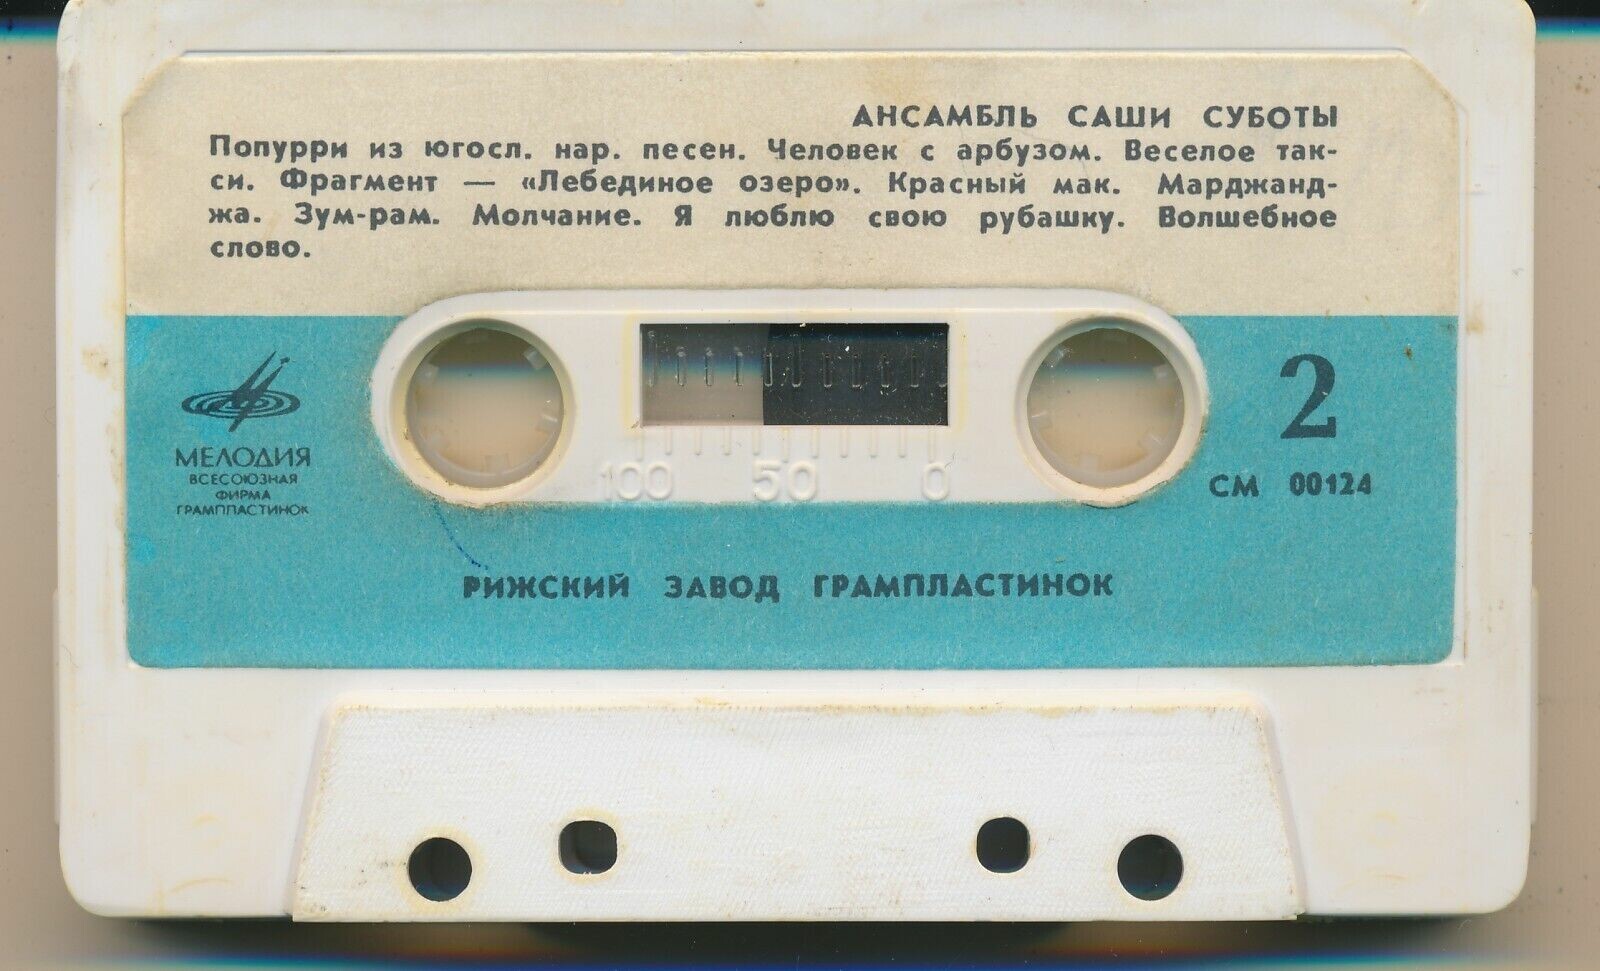 АНСАМБЛЬ САШИ СУБОТЫ
Попурри из югосл. нар. песен. Человек с арбузом. Веселое так-
си. Фрагмент — «Лебединое озеро». Красный мак. Марджанд-
жа. Зум-рам. Молчание. Я люблю свою рубашку. Волшебное
слово.
2
МЕЛОДИЯ
ВСЕСОЮЗНАЯ
ФИРМА
ГРАМПЛАСТИНОК
100 50 0
СМ 00124
РИЖСКИЙ ЗАВОД ГРАМПЛАСТИНОК